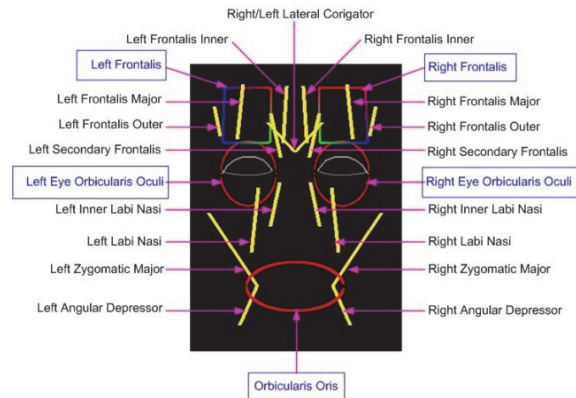 Right/Left Lateral Corigator
Left Frontalis Inner
Right Frontalis Inner
Left Frontalis
Right Frontalis
Left Frontalis Major
Right Frontalis Major
Left Frontalis Outer
Right Frontalis Outer
Left Secondary Frontalis
Right Secondary Frontalis
Left Eye Orbicularis Oculi
Right Eye Orbicularis Oculi
Left Inner Labi Nasi
Right Inner Labi Nasi
Left Labi Nasi
Right Labi Nasi
Left Zygomatic Major
Right Zygomatic Major
Left Angular Depressor
Right Angular Depressor
Orbicularis Oris